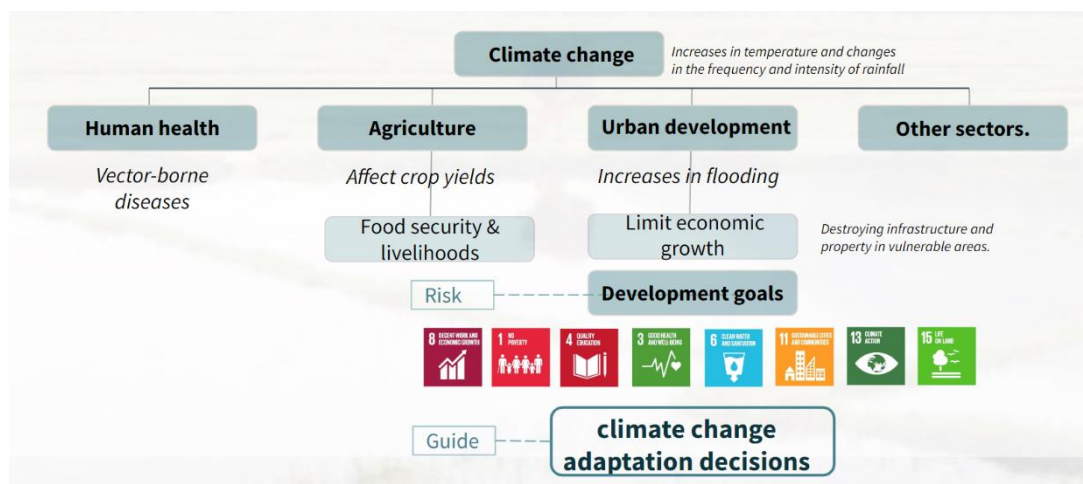 Climate change
Increases in temperature and changes
in the frequency and intensity of rainfall
Human health
Agriculture
Urban development
Other sectors.
Vector-borne
diseases
Affect crop yields
Increases in flooding
Food security &
livelihoods
Limit economic
growth
Destroying infrastructure and
property in vulnerable areas.
Risk
Development goals
8 DECENT WORK AND
ECONOMIC GROWTH
1 NO
POVERTY
4 QUALITY
EDUCATION
3 GOOD HEALTH
AND WELL-BEING
6 CLEAN WATER
AND SANITATION
11 SUSTAINABLE CITIES
AND COMMUNITIES
13 CLIMATE
ACTION
15 LIFE
ON LAND
Guide
climate change
adaptation decisions